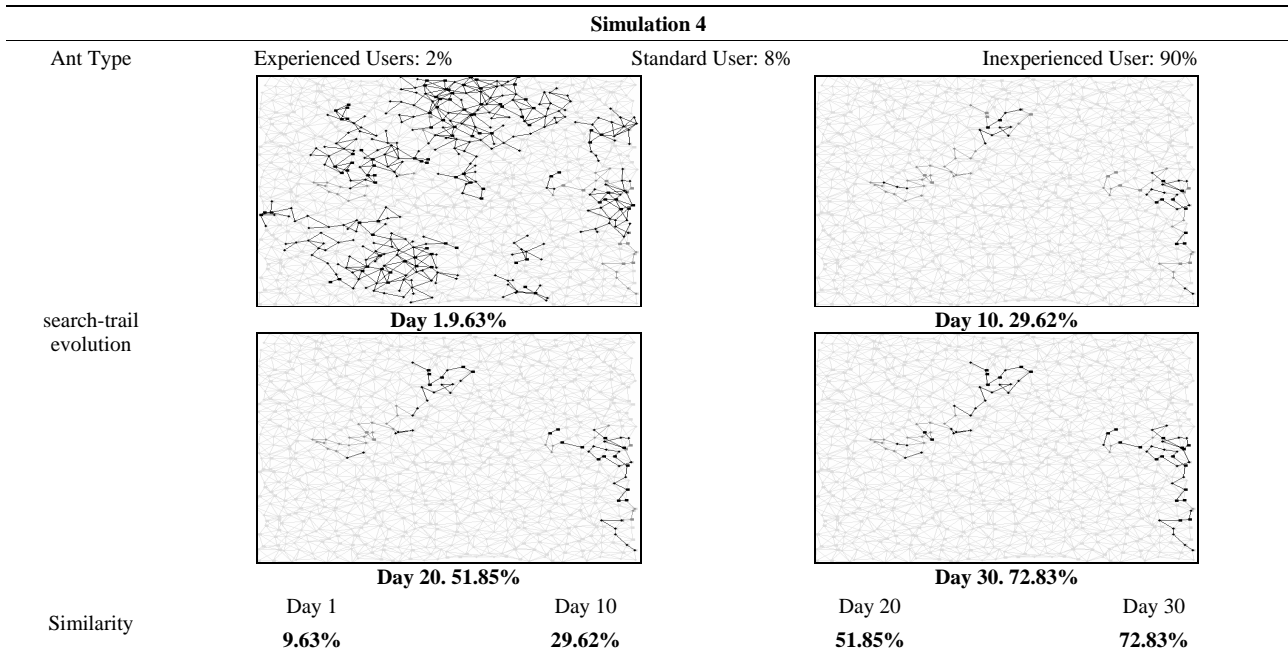 Simulation 4
Ant Type Experienced Users: 2% Standard User: 8% Inexperienced User: 90%
Day 1.9.63% Day 10. 29.62%
search-trail
evolution
Day 20. 51.85% Day 30. 72.83%
Day 1 Day 10 Day 20 Day 30
Similarity
9.63% 29.62% 51.85% 72.83%